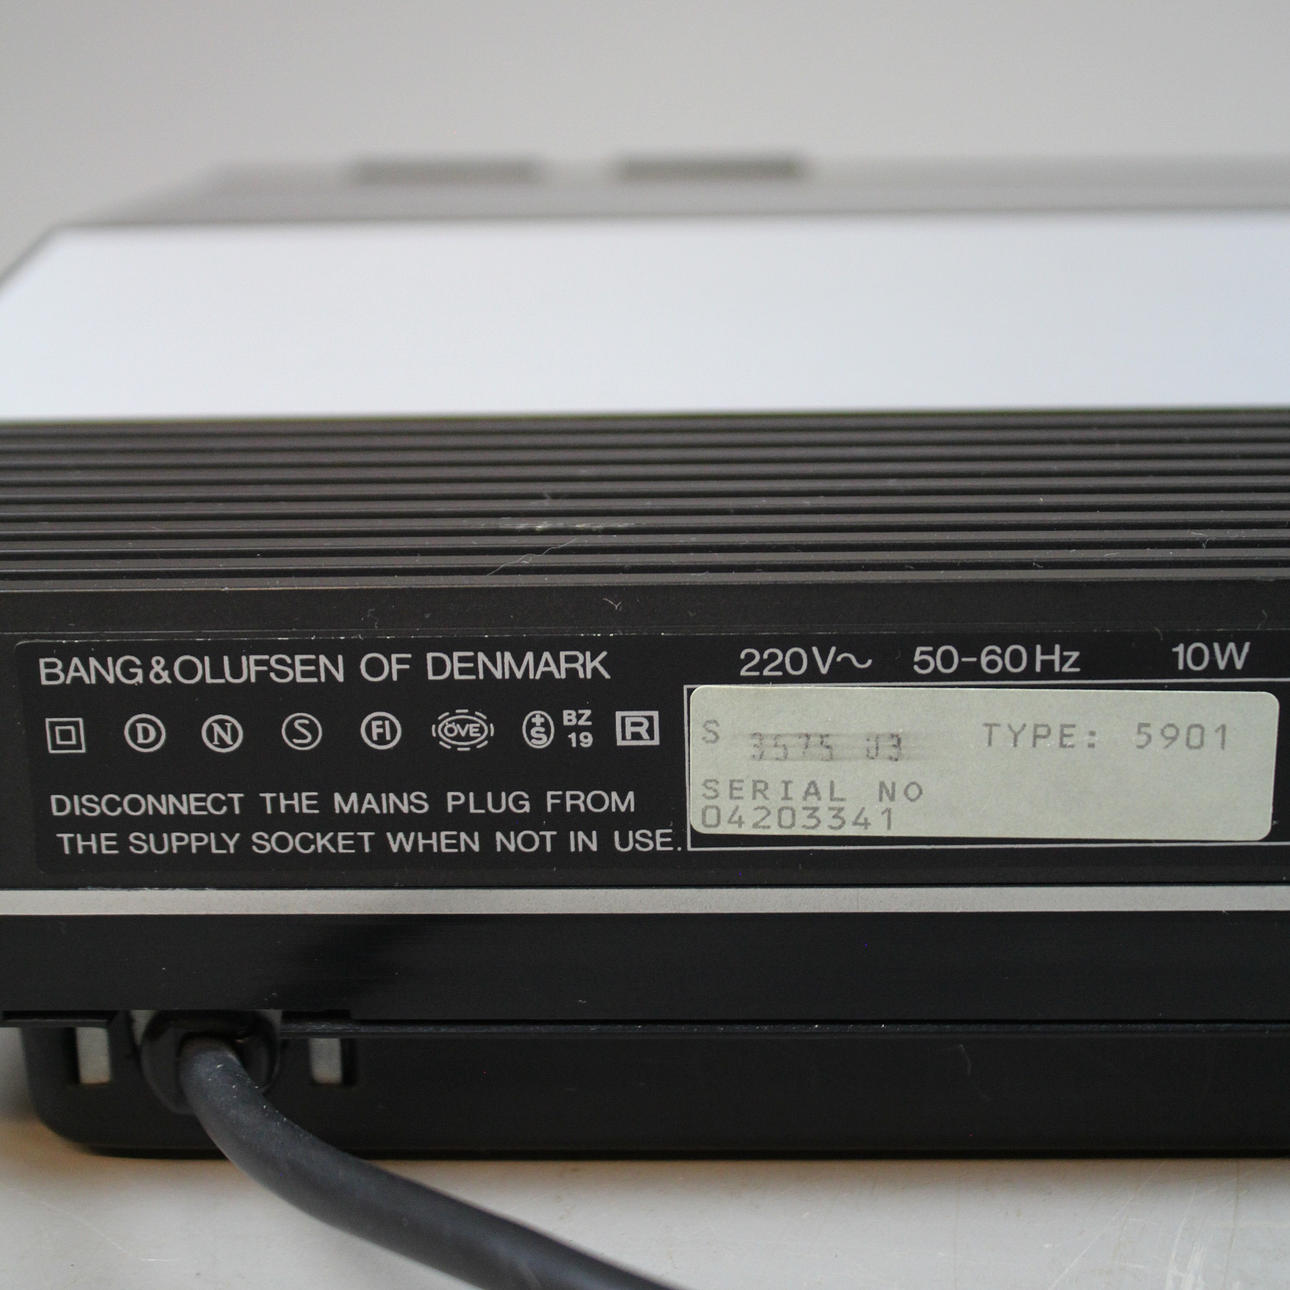 BANG&OLUFSEN OF DENMARK
220V~ 50-60Hz 10W
D N S FI ÖVE +S BZ 19 R
DISCONNECT THE MAINS PLUG FROM
THE SUPPLY SOCKET WHEN NOT IN USE.
S TYPE: 5901
SERIAL NO
04203341